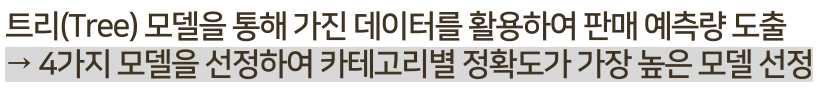 트리(Tree) 모델을 통해 가진 데이터를 활용하여 판매 예측량 도출
→ 4가지 모델을 선정하여 카테고리별 정확도가 가장 높은 모델 선정